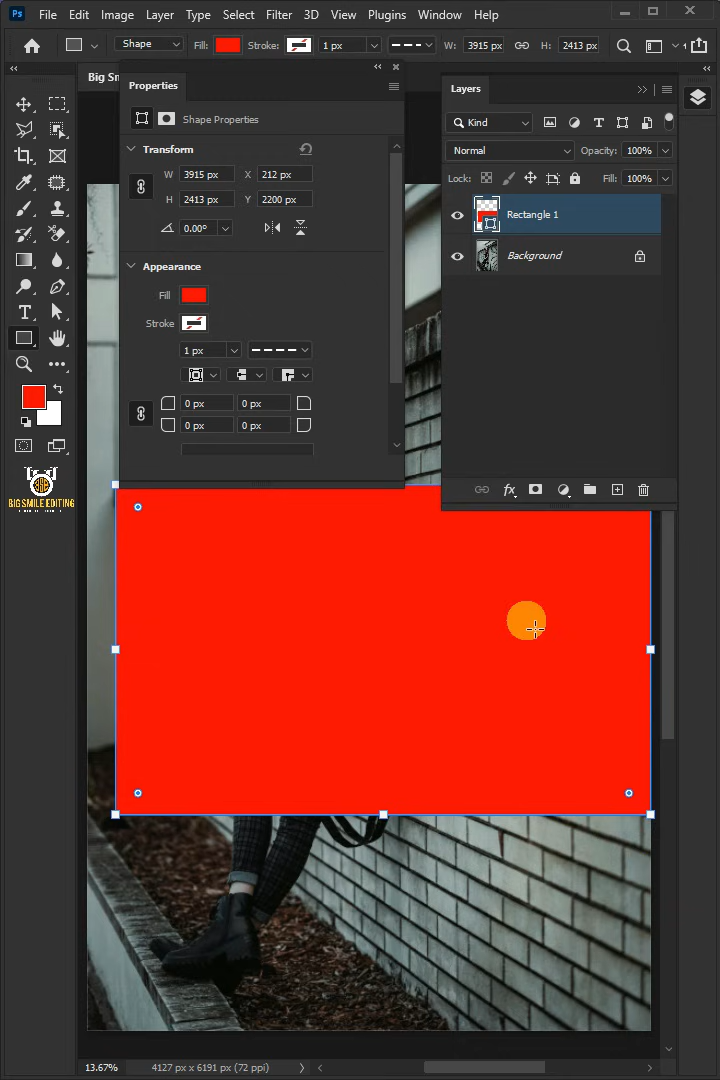 Ps File Edit Image Layer Type Select Filter 3D View Plugins Window Help
Shape Fill: Stroke: 1 px W: 3915 px H: 2413 px
Big Sm
Properties
Shape Properties
Transform
W 3915 px X 212 px
H 2413 px Y 2200 px
0.00°
Appearance
Fill
Stroke
1 px
0 px 0 px
0 px 0 px
Layers
Kind
Normal Opacity: 100%
Lock: Fill: 100%
Rectangle 1
Background
fx
BIG SMILE EDITING
13.67% 4127 px x 6191 px (72 ppi)